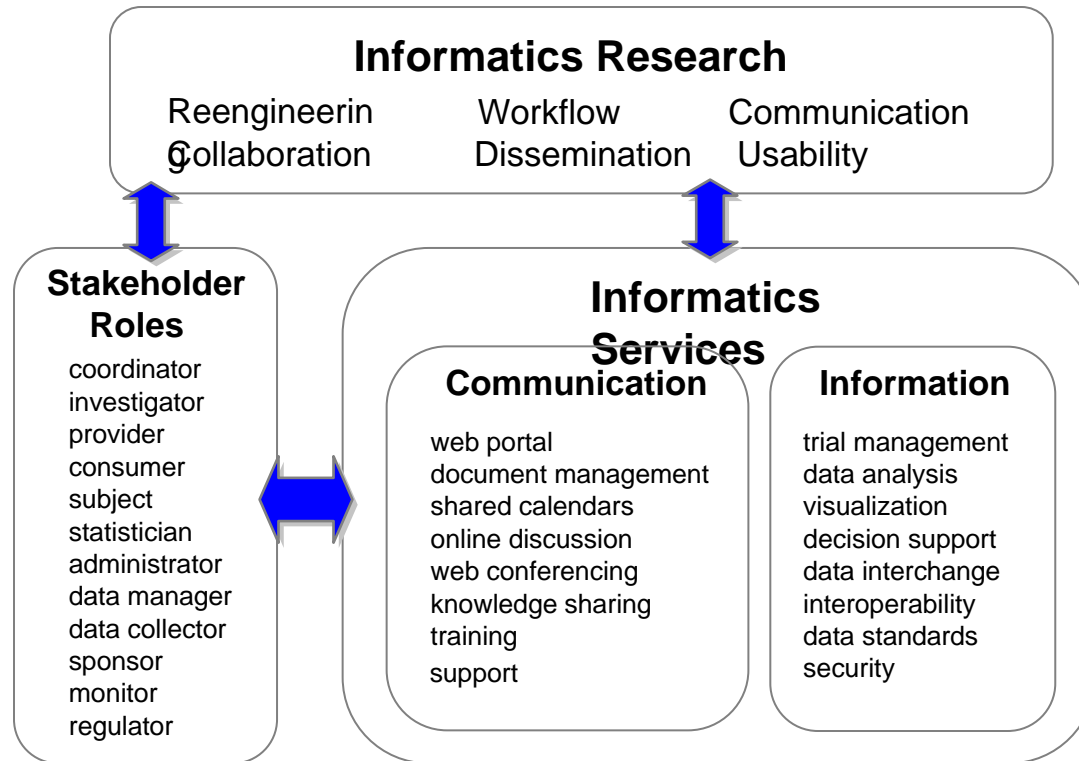 Informatics Research
Reengineerin Workflow Communication
g
Collaboration Dissemination Usability
Stakeholder
Roles
coordinator
investigator
provider
consumer
subject
statistician
administrator
data manager
data collector
sponsor
monitor
regulator
Informatics
Services
Communication
web portal
document management
shared calendars
online discussion
web conferencing
knowledge sharing
training
support
Information
trial management
data analysis
visualization
decision support
data interchange
interoperability
data standards
security